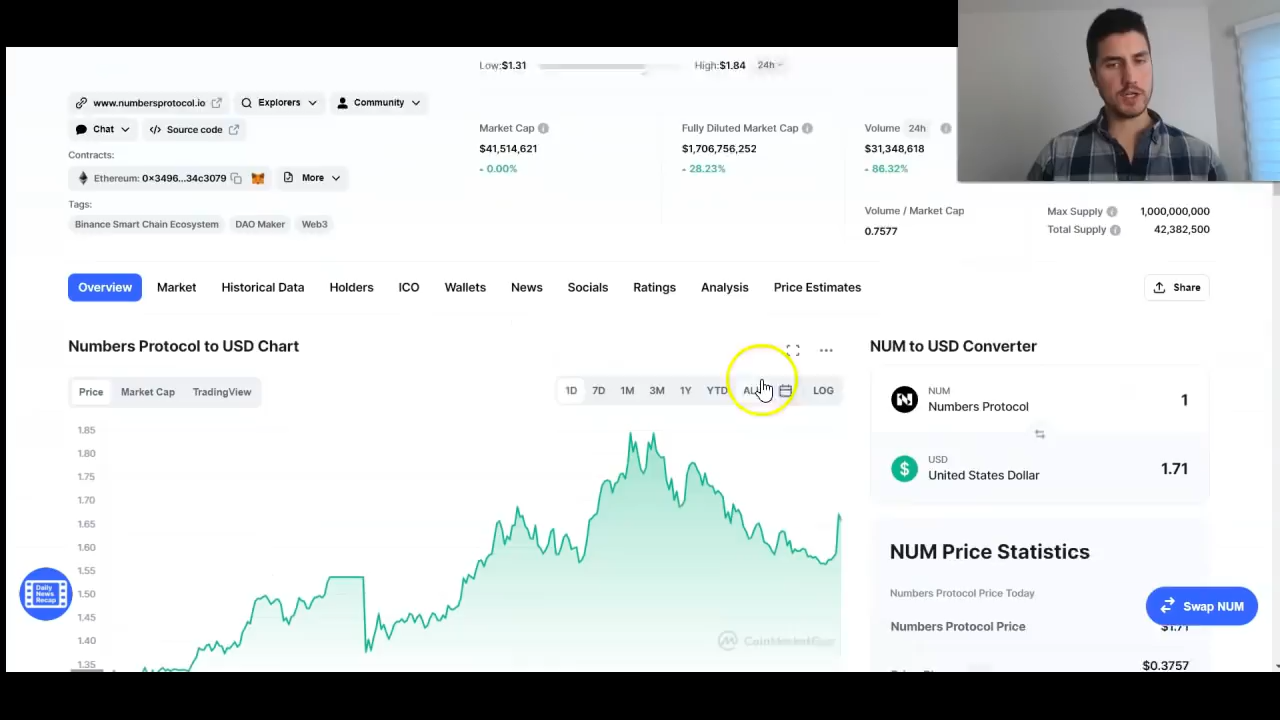 Low:$1.31
High:$1.84
24h
www.numbersprotocol.io
Explorers
Community
Chat
Source code
Contracts:
Ethereum: 0x3496...34c3079
More
Tags:
Binance Smart Chain Ecosystem
DAO Maker
Web3
Market Cap
$41,514,621
- 0.00%
Fully Diluted Market Cap
$1,706,756,252
- 28.23%
Volume 24h
$31,348,618
- 86.32%
Volume / Market Cap
0.7577
Max Supply 1,000,000,000
Total Supply 42,382,500
Overview
Market
Historical Data
Holders
ICO
Wallets
News
Socials
Ratings
Analysis
Price Estimates
Share
Numbers Protocol to USD Chart
Price
Market Cap
TradingView
1D
7D
1M
3M
1Y
YTD
LOG
1.85
1.80
1.75
1.70
1.65
1.60
1.55
1.50
1.45
1.40
1.35
CoinMarketCap
Daily
News
Recap
NUM to USD Converter
NUM
Numbers Protocol
1
USD
United States Dollar
1.71
NUM Price Statistics
Numbers Protocol Price Today
Numbers Protocol Price
$1.71
$0.3757
Swap NUM